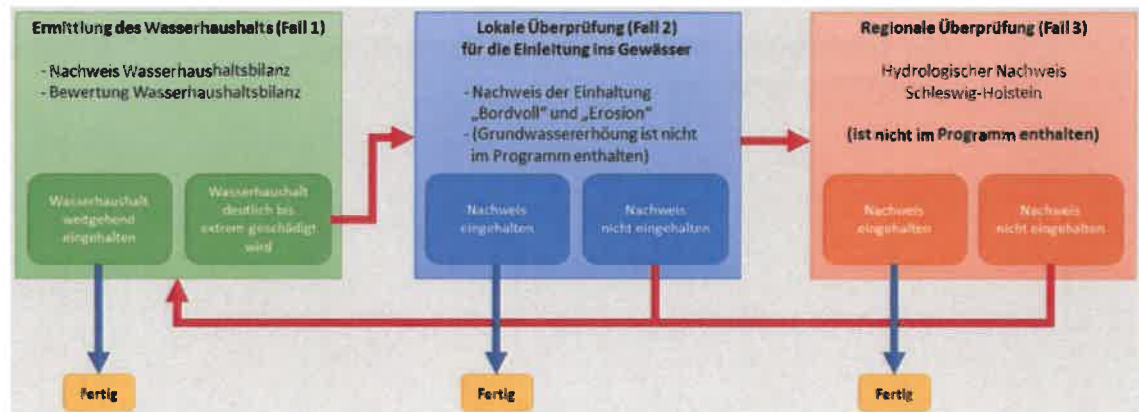 Ermittlung des Wasserhaushalts (Fall 1)
- Nachweis Wasserhaushaltsbilanz
- Bewertung Wasserhaushaltsbilanz
Wasserhaushalt
weitgehend
eingehalten
Wasserhaushalt
deutlich bis
extrem geschädigt
wird
Fertig
Lokale Überprüfung (Fall 2)
für die Einleitung ins Gewässer
- Nachweis der Einhaltung
„Bordvoll“ und „Erosion“
- (Grundwassererhöung ist nicht
im Programm enthalten)
Nachweis
eingehalten
Nachweis
nicht eingehalten
Fertig
Regionale Überprüfung (Fall 3)
Hydrologischer Nachweis
Schleswig-Holstein
(ist nicht im Programm enthalten)
Nachweis
eingehalten
Nachweis
nicht eingehalten
Fertig